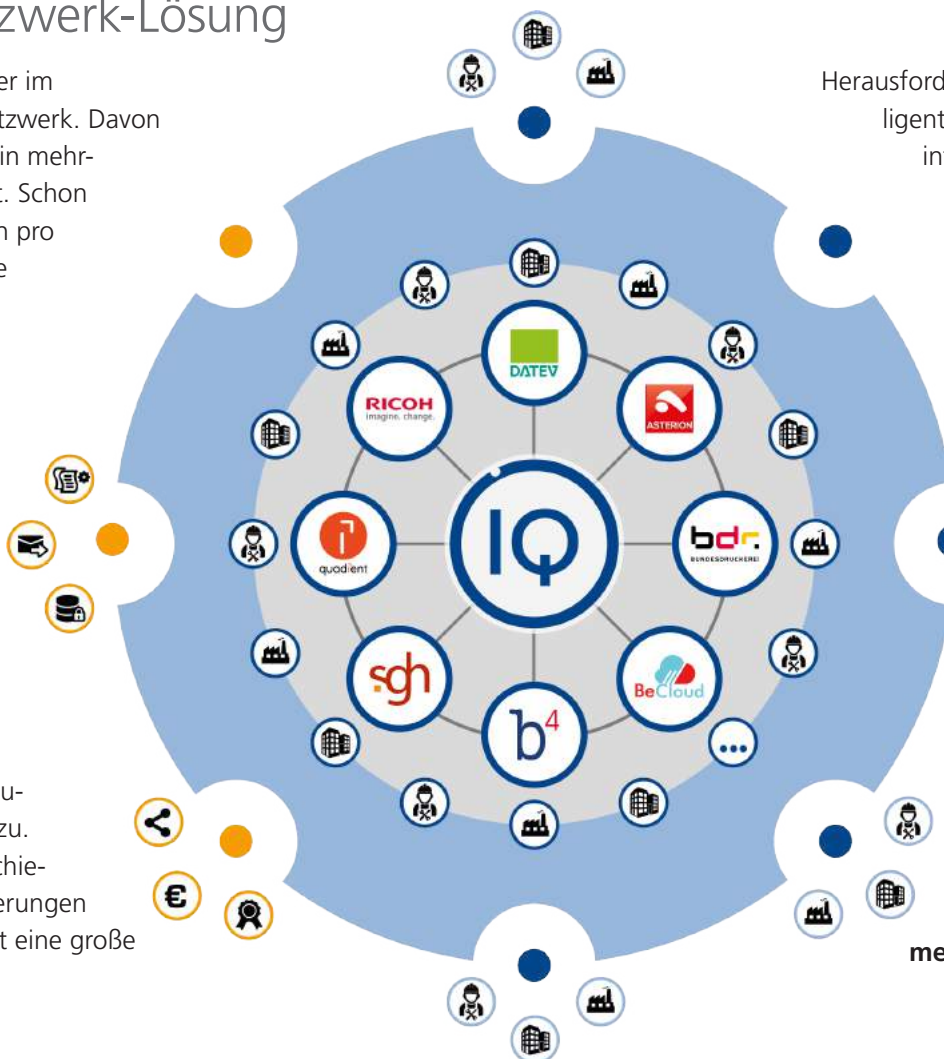 zwerk-Lösung
er im
tzwerk. Davon
in mehr-
t. Schon
n pro
e
Herausford
ligent
in
DATEV
RICOH
imagine. change.
ASTERION
IQ
quadient
bdr.
BUNDESDRUCKEREI
sgh
BeCloud
b4
...
€
u-
zu.
chie-
erungen
t eine große
me